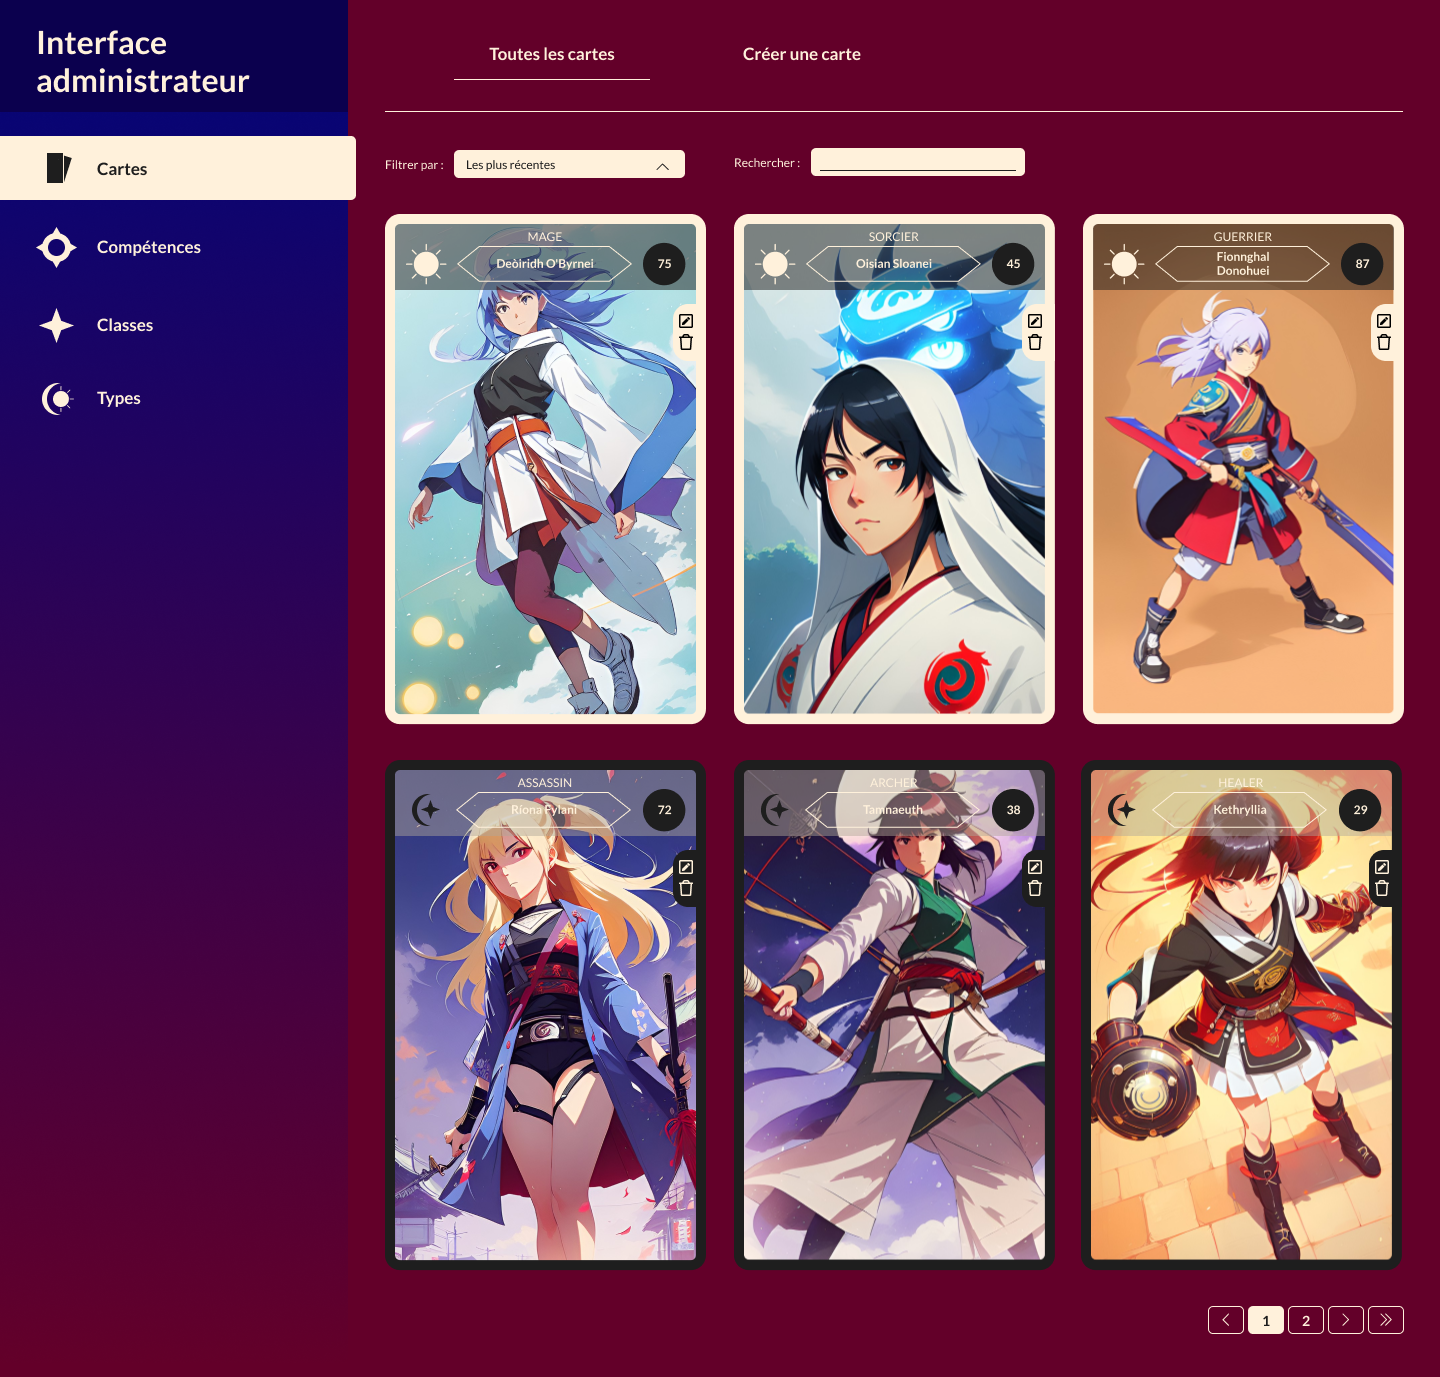 Interface
administrateur
Cartes
Compétences
Classes
Types
Toutes les cartes
Créer une carte
Filtrer par :
Les plus récentes
Rechercher :
MAGE
Deòiridh O'Byrnei
75
SORCIER
Oisian Sloanei
45
GUERRIER
Fionnghal
Donohuei
87
ASSASSIN
Ríona Fylani
72
ARCHER
Tamnaeuth
38
HEALER
Kethryllia
29
1
2